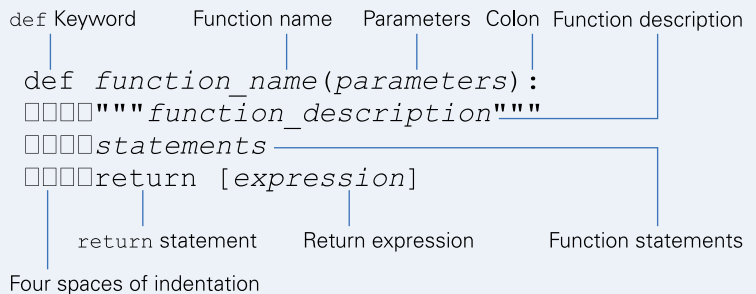 def Keyword Function name Parameters Colon Function description
def function_name(parameters):
□□□□"""function_description"""
□□□□statements
□□□□return [expression]
return statement Return expression Function statements
Four spaces of indentation